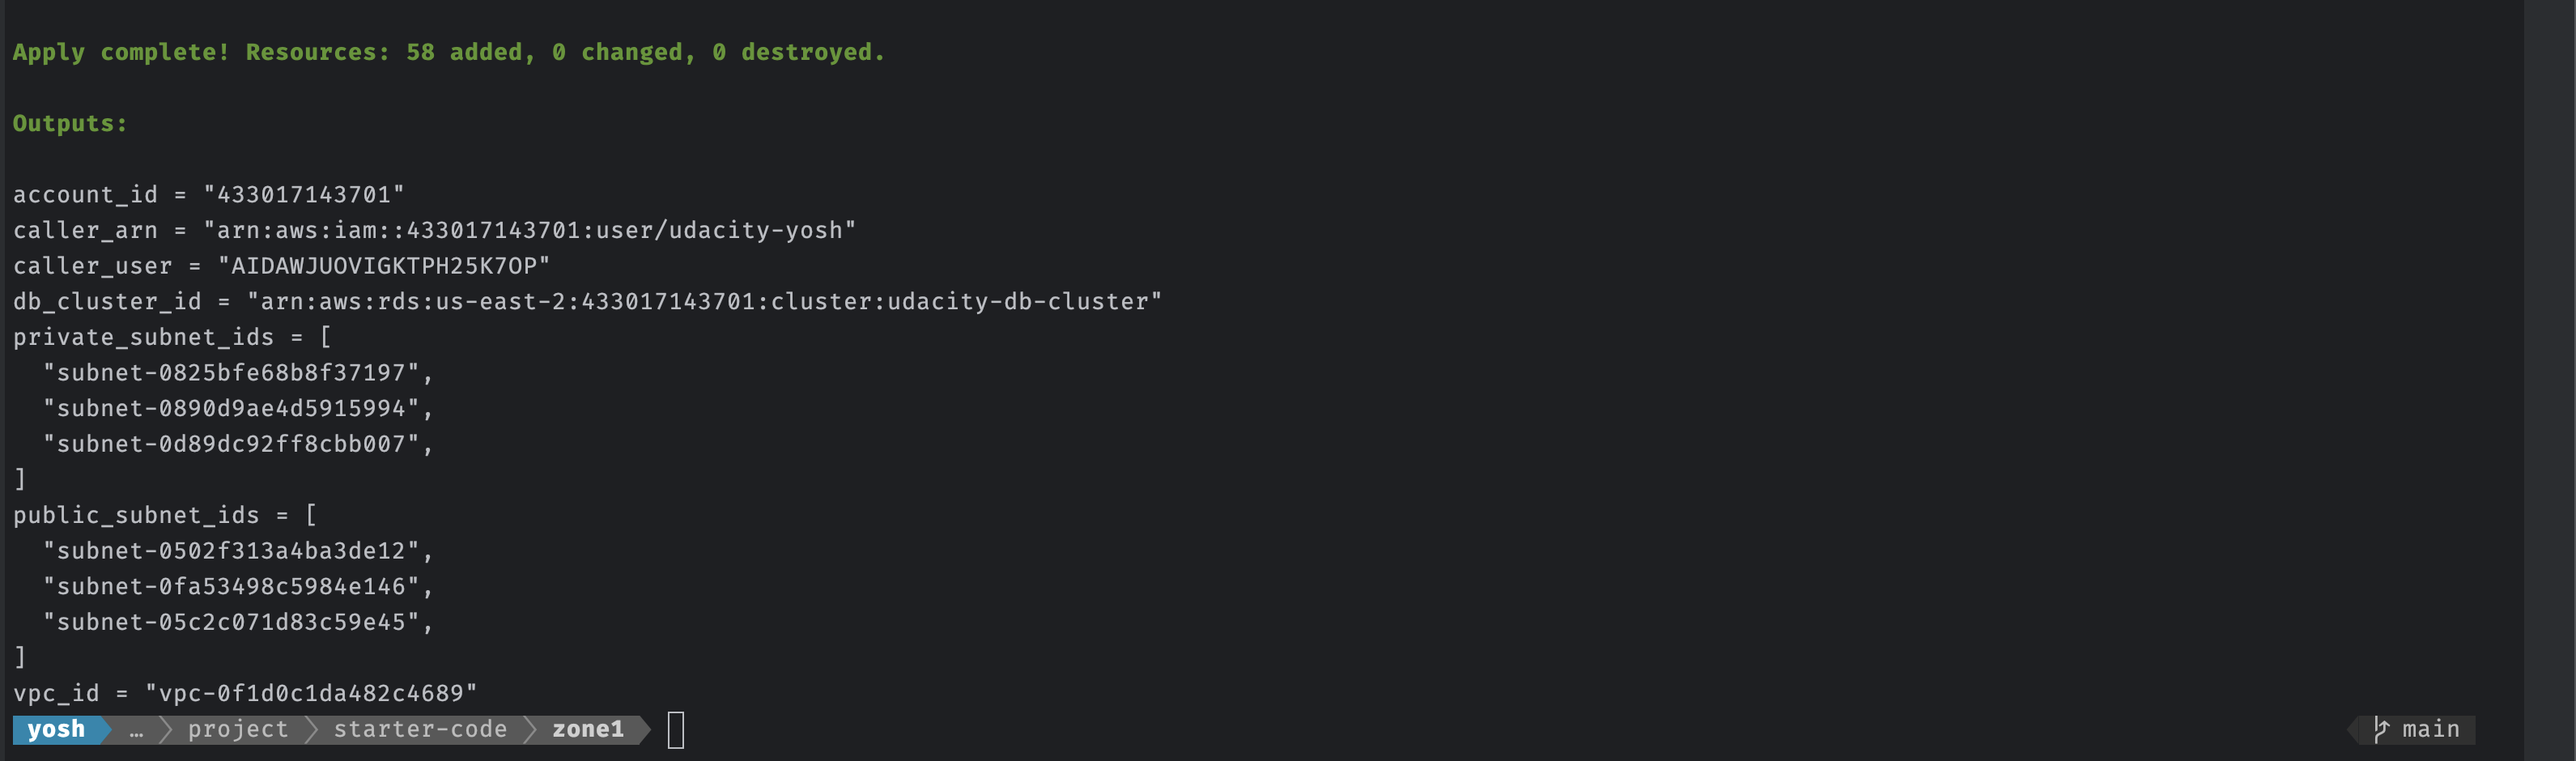 Apply complete! Resources: 58 added, 0 changed, 0 destroyed.
Outputs:
account_id = "433017143701"
caller_arn = "arn:aws:iam::433017143701:user/udacity-yosh"
caller_user = "AIDAWJUOVIGKTPH25K7OP"
db_cluster_id = "arn:aws:rds:us-east-2:433017143701:cluster:udacity-db-cluster"
private_subnet_ids = [
  "subnet-0825bfe68b8f37197",
  "subnet-0890d9ae4d5915994",
  "subnet-0d89dc92ff8cbb007",
]
public_subnet_ids = [
  "subnet-0502f313a4ba3de12",
  "subnet-0fa53498c5984e146",
  "subnet-05c2c071d83c59e45",
]
vpc_id = "vpc-0f1d0c1da482c4689"
yosh … project starter-code zone1 main